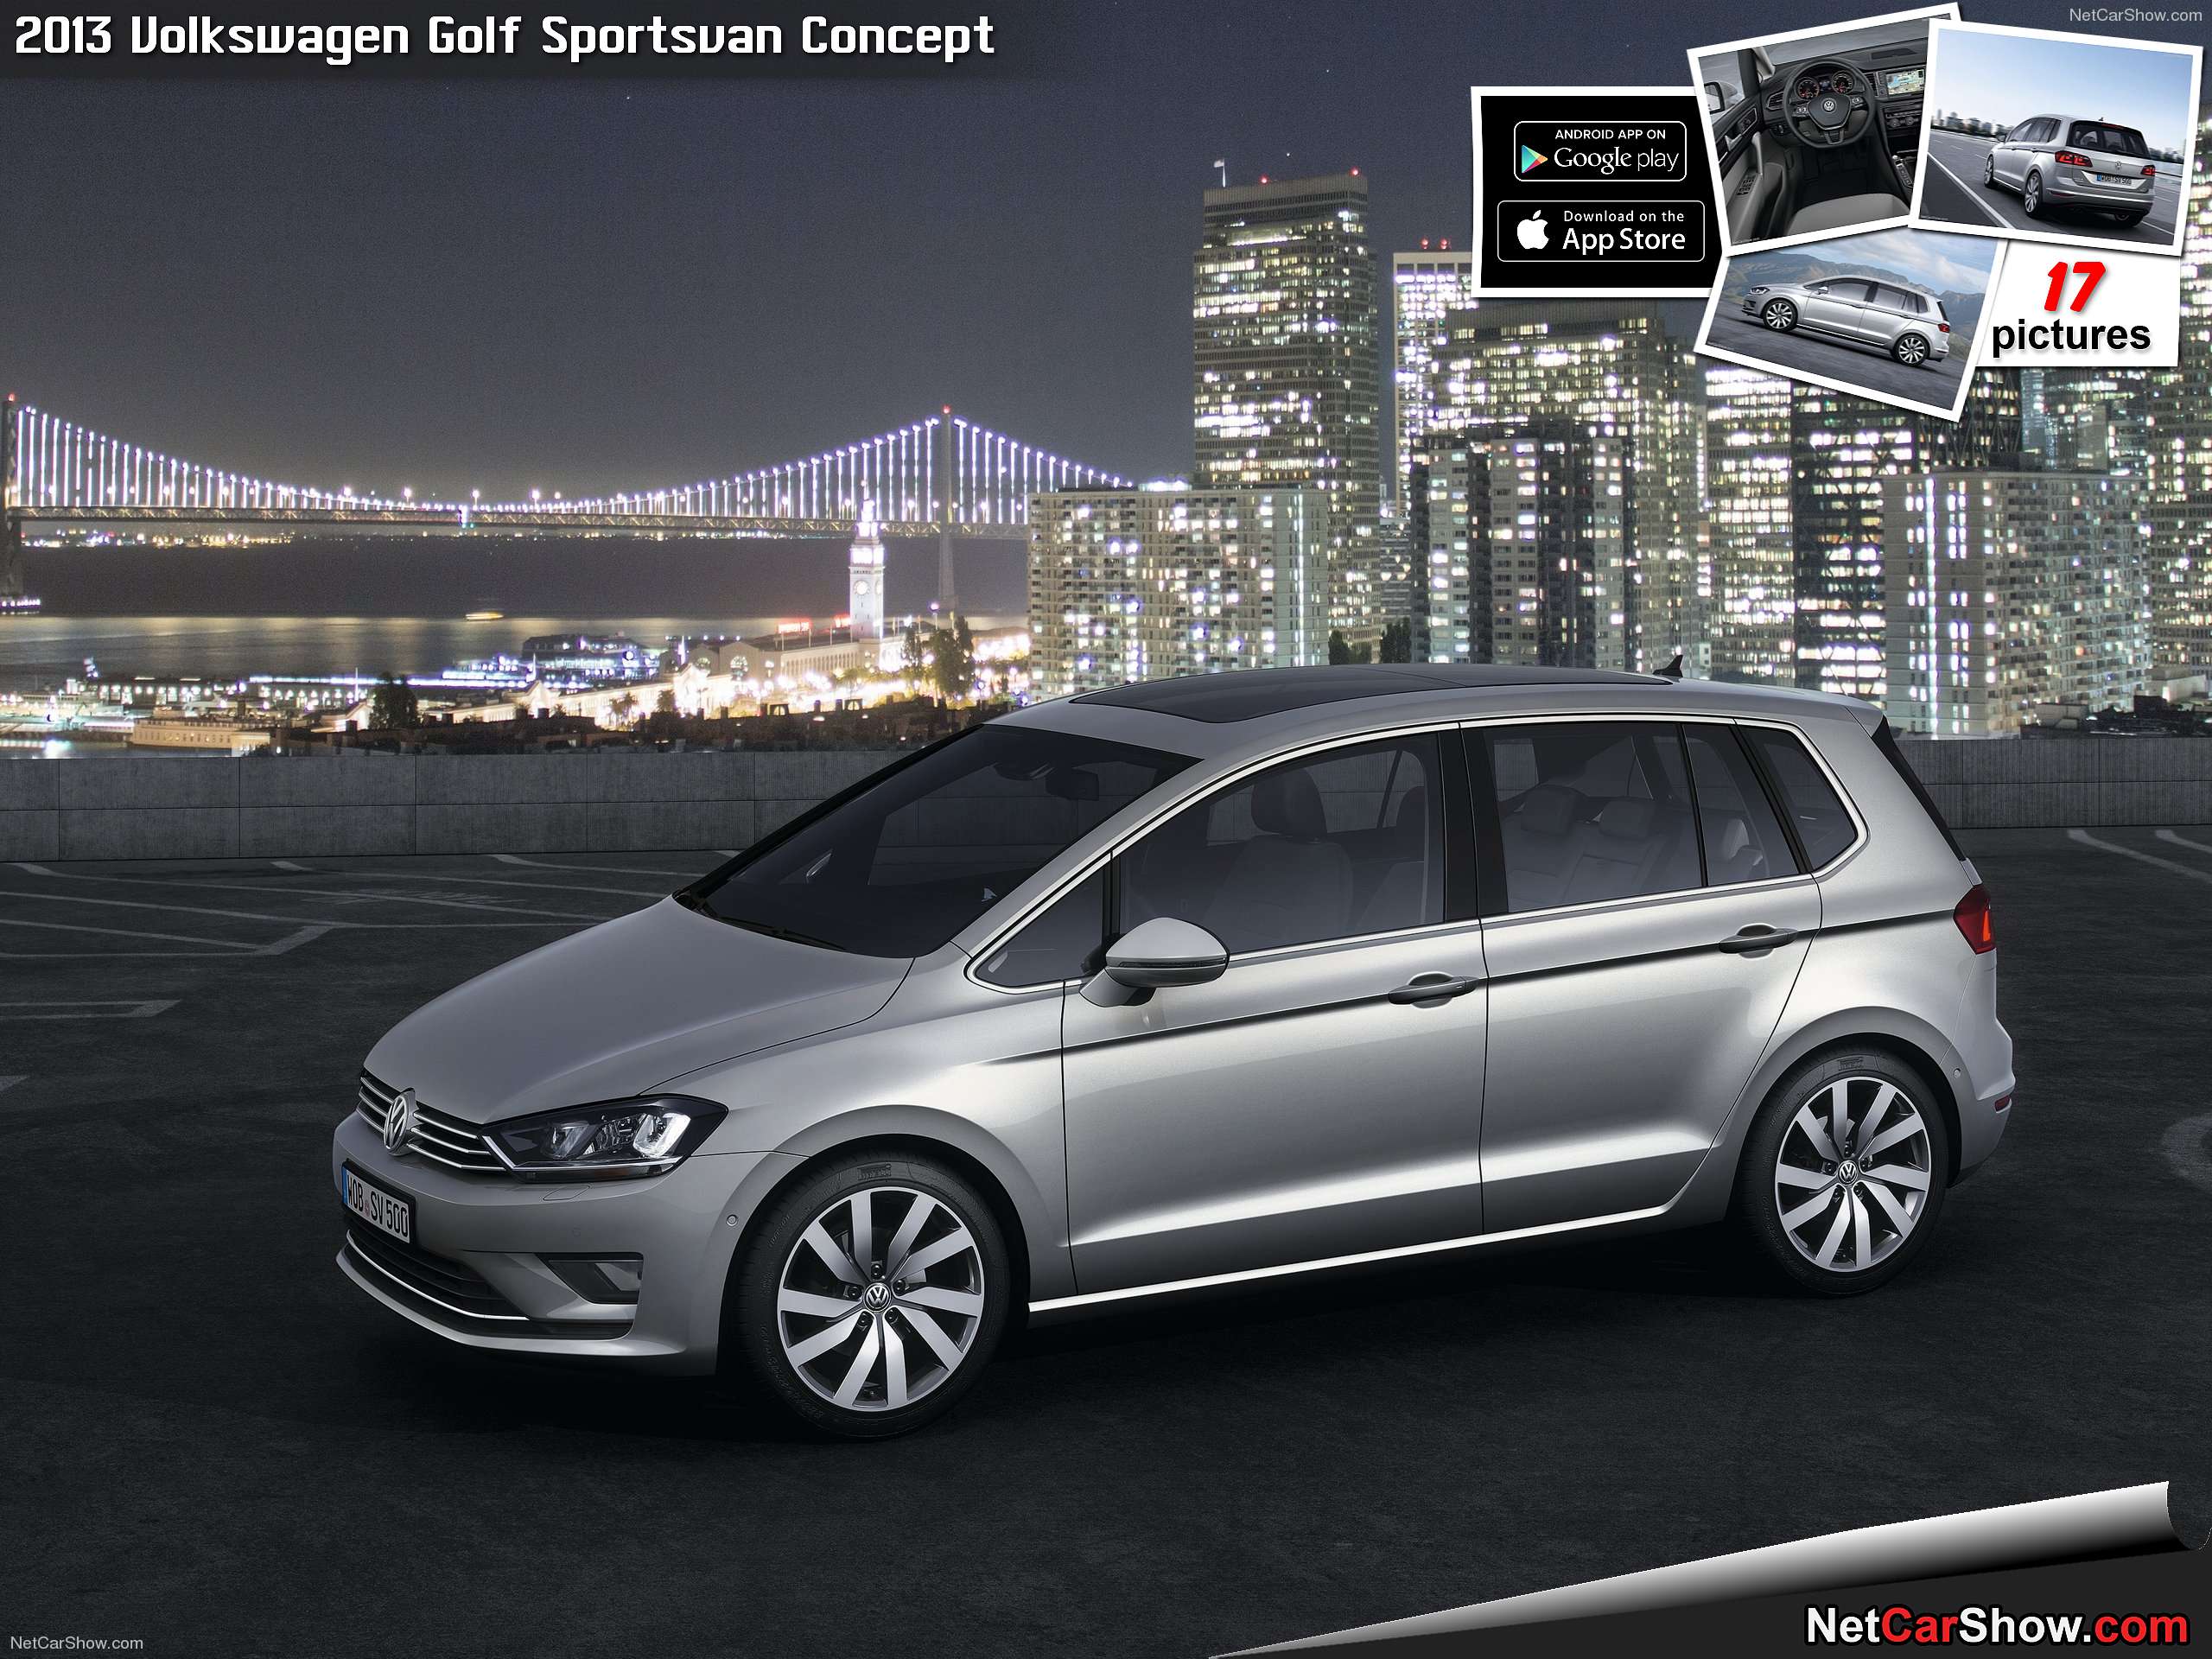 2013 Volkswagen Golf Sportsvan Concept
NetCarShow.com
ANDROID APP ON
Google play
Download on the
App Store
17
pictures
WOB SV 500
NetCarShow.com
NetCarShow.com